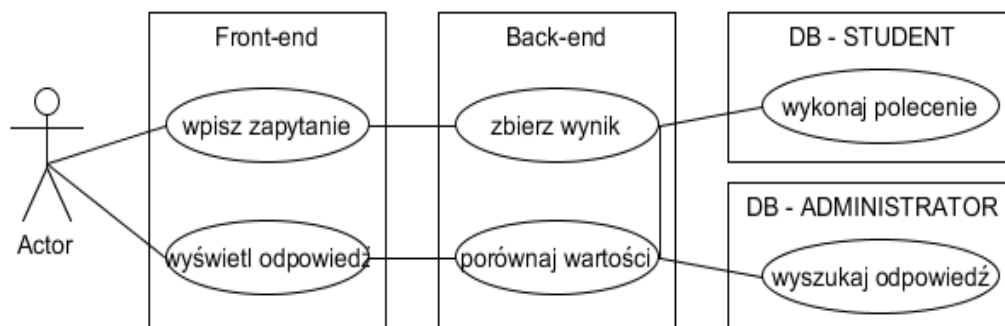 Front-end
Back-end
DB - STUDENT
wpisz zapytanie
zbierz wynik
wykonaj polecenie
DB - ADMINISTRATOR
Actor
wyświetl odpowiedź
porównaj wartości
wyszukaj odpowiedź